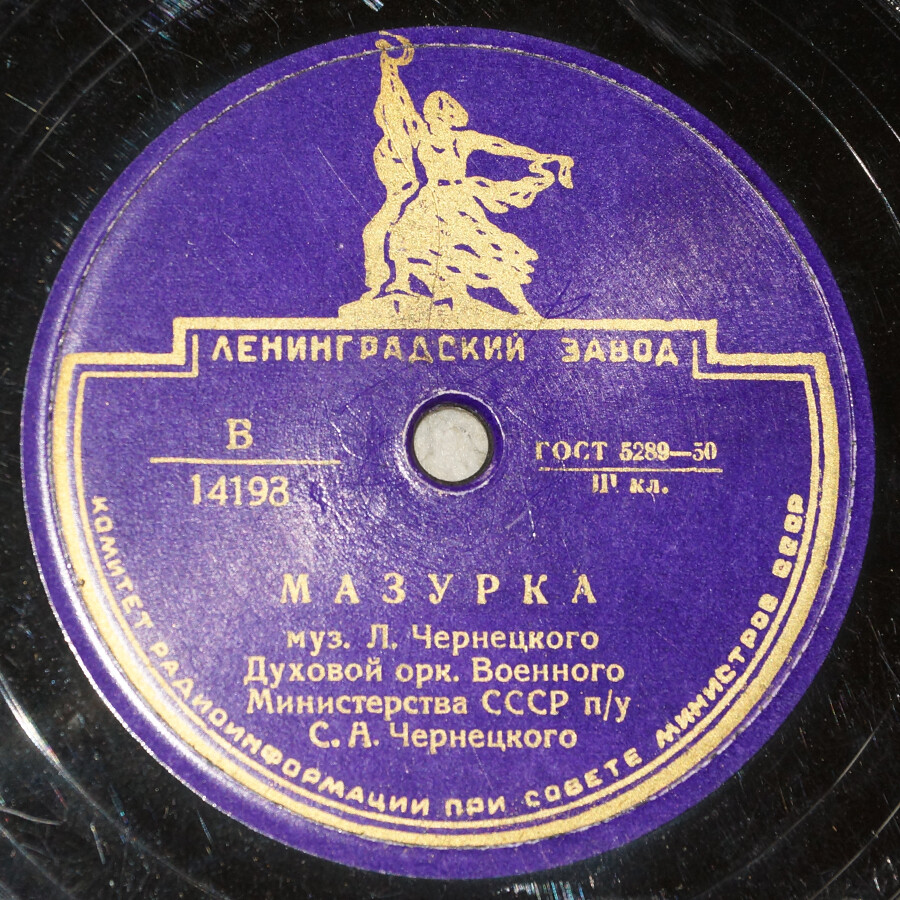 ЛЕНИНГРАДСКИЙ ЗАВОД
В
14193
ГОСТ 5289—50
III кл.
МАЗУРКА
муз. Л. Чернецкого
Духовой орк. Военного
Министерства СССР п/у
С. А. Чернецкого
КОМИТЕТ РАДИОИНФОРМАЦИИ ПРИ СОВЕТЕ МИНИСТРОВ СССР